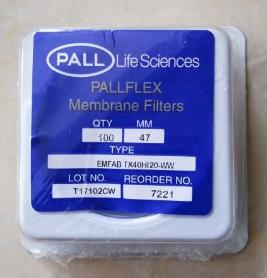 PALL Life Sciences
PALLFLEX
Membrane Filters
QTY MM
100 47
TYPE
EMFAB TX40HI20-WW
LOT NO. REORDER NO.
T17102CW 7221